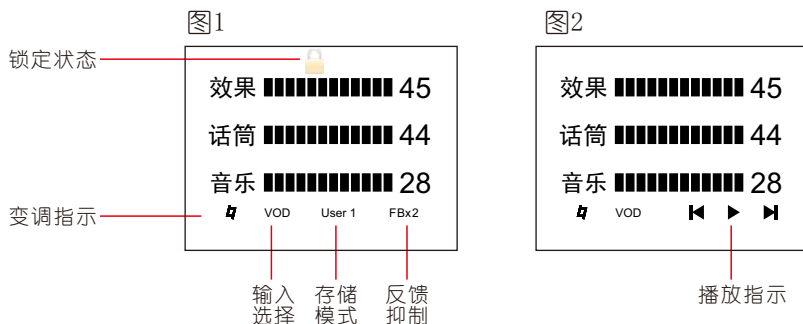 图1
图2
锁定状态
效果 45
话筒 44
音乐 28
变调指示
VOD User 1 FBx2
输入选择
存储模式
反馈抑制
效果 45
话筒 44
音乐 28
VOD
播放指示